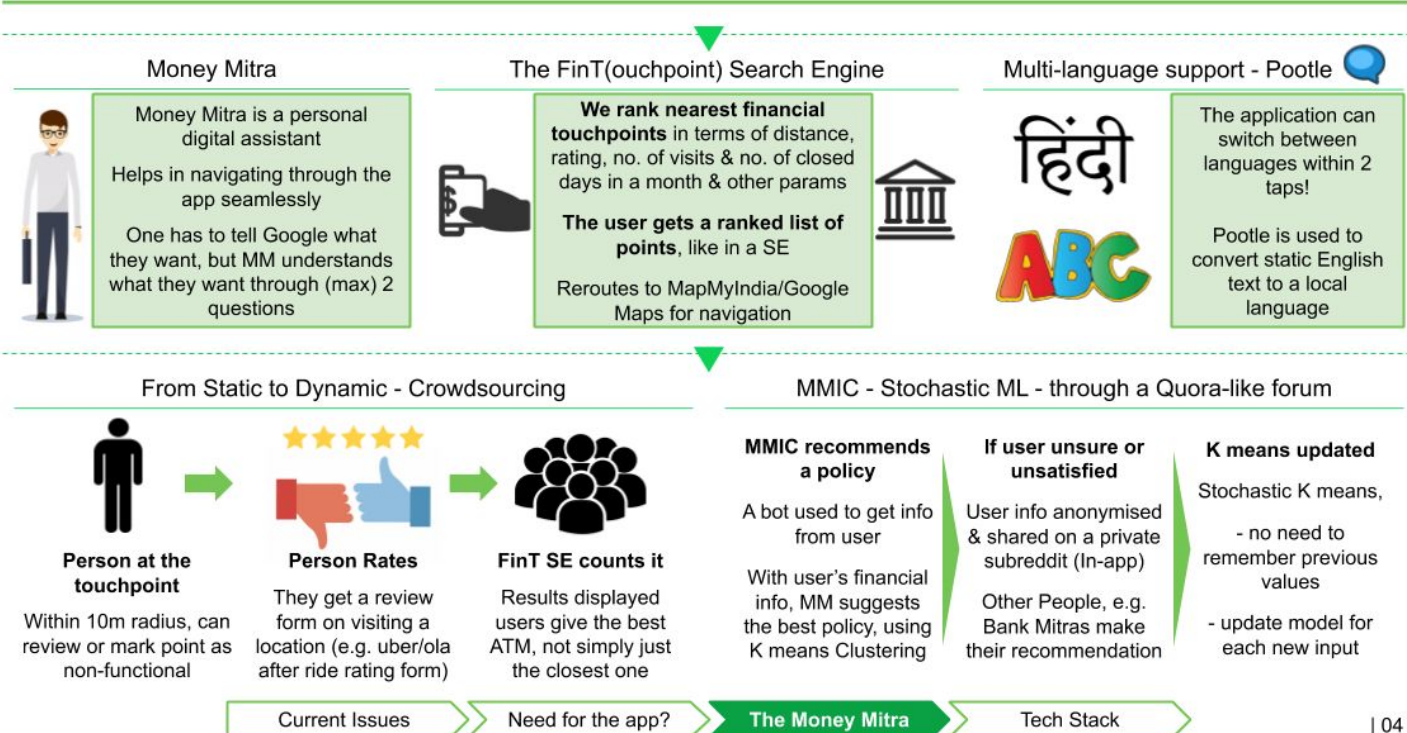 Money Mitra
Money Mitra is a personal
digital assistant
Helps in navigating through the
app seamlessly
One has to tell Google what
they want, but MM understands
what they want through (max) 2
questions
The FinT(ouchpoint) Search Engine
$
We rank nearest financial
touchpoints in terms of distance,
rating, no. of visits & no. of closed
days in a month & other params
The user gets a ranked list of
points, like in a SE
Reroutes to MapMyIndia/Google
Maps for navigation
Multi-language support - Pootle
हिंदी
ABC
The application can
switch between
languages within 2
taps!
Pootle is used to
convert static English
text to a local
language
From Static to Dynamic - Crowdsourcing
Person at the
touchpoint
Within 10m radius, can
review or mark point as
non-functional
Person Rates
They get a review
form on visiting a
location (e.g. uber/ola
after ride rating form)
FinT SE counts it
Results displayed
users give the best
ATM, not simply just
the closest one
MMIC - Stochastic ML - through a Quora-like forum
MMIC recommends
a policy
A bot used to get info
from user
With user's financial
info, MM suggests
the best policy, using
K means Clustering
If user unsure or
unsatisfied
User info anonymised
& shared on a private
subreddit (In-app)
Other People, e.g.
Bank Mitras make
their recommendation
K means updated
Stochastic K means,
- no need to
remember previous
values
- update model for
each new input
Current Issues
Need for the app?
The Money Mitra
Tech Stack
| 04